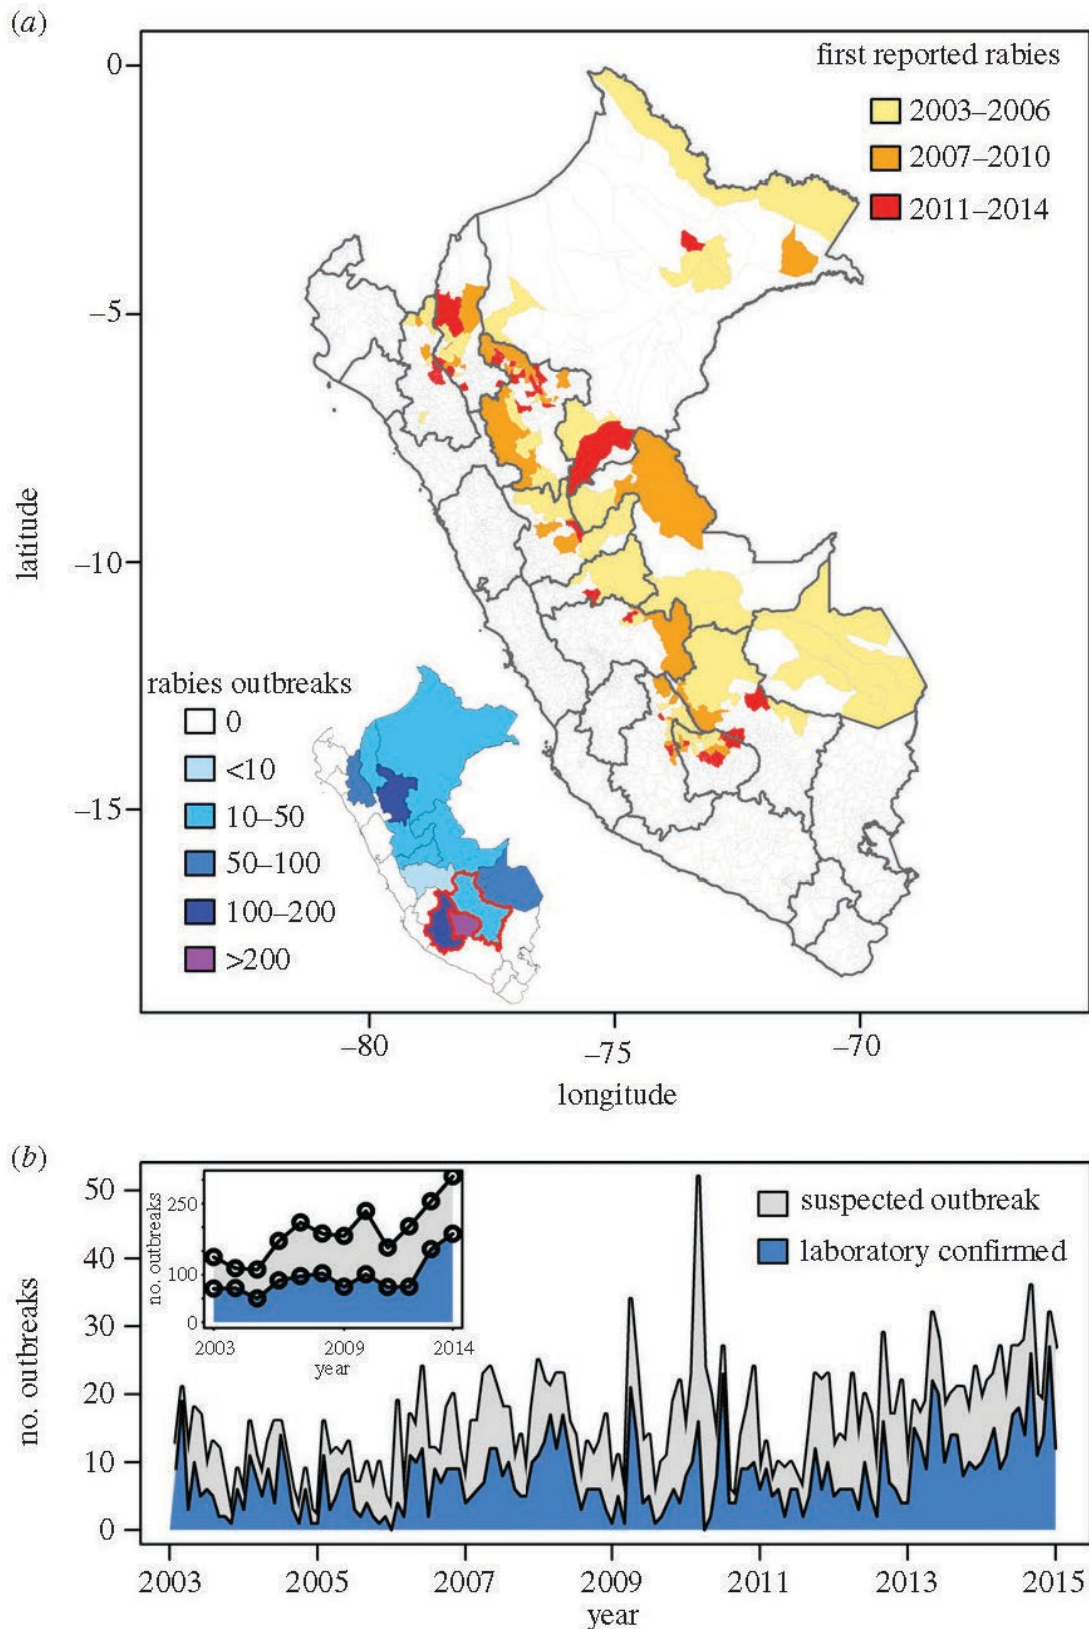 (a)
0
–5
–10
–15
latitude
first reported rabies
2003–2006
2007–2010
2011–2014
rabies outbreaks
0
<10
10–50
50–100
100–200
>200
–80
–75
–70
longitude
(b)
50
40
30
20
10
0
no. outbreaks
250
100
0
no. outbreaks
2003
2009
2014
year
suspected outbreak
laboratory confirmed
2003
2005
2007
2009
2011
2013
2015
year